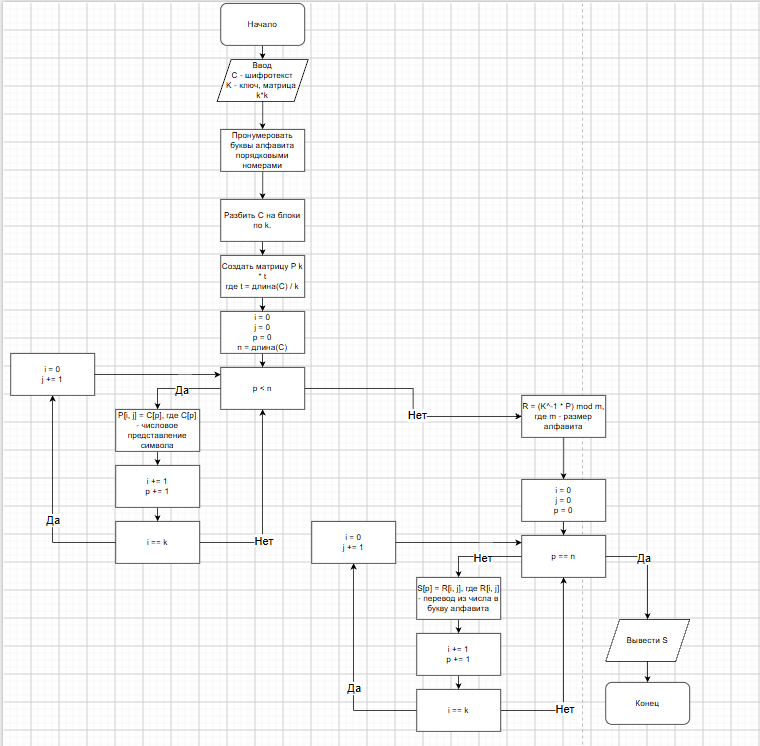 Начало
Ввод
C - шифротекст
K - ключ, матрица
k*k
Пронумеровать
буквы алфавита
порядковыми
номерами
Разбить C на блоки
по k.
Создать матрицу P k
* t
где t = длина(C) / k
i = 0
j = 0
p = 0
n = длина(C)
i = 0
j += 1
p < n
Да
Нет
P[i, j] = C[p], где C[p]
- числовое
представление
символа
i += 1
p += 1
Да
i == k
Нет
R = (K^-1 * P) mod m,
где m - размер
алфавита
i = 0
j = 0
p = 0
i = 0
j += 1
p == n
Нет
Да
S[p] = R[i, j], где R[i, j]
- перевод из числа в
букву алфавита
i += 1
p += 1
Да
i == k
Нет
Вывести S
Конец